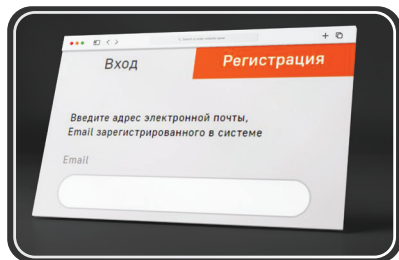 Вход
Регистрация
Введите адрес электронной почты,
Email зарегистрированного в системе
Email